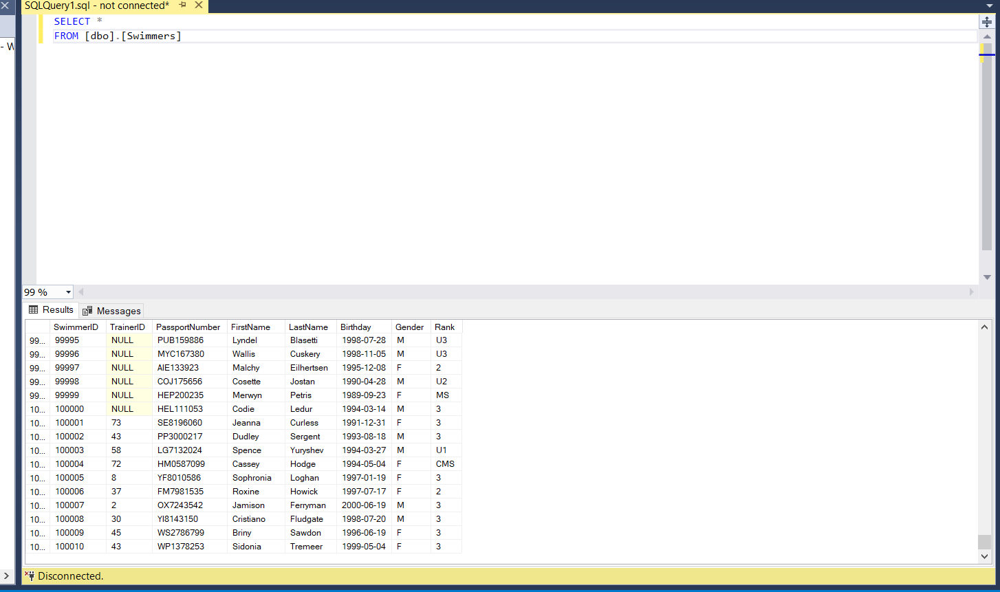 SQLQuery1.sql - not connected*
SELECT *
FROM [dbo].[Swimmers]
- W
99 %
Results Messages
SwimmerID TrainerID PassportNumber FirstName LastName Birthday Gender Rank
99... 99995 NULL PUB159886 Lyndel Blasetti 1998-07-28 M U3
99... 99996 NULL MYC167380 Wallis Cuskery 1998-11-05 M U3
99... 99997 NULL AIE133923 Malchy Eilhertsen 1995-12-08 F 2
99... 99998 NULL COJ175656 Cosette Jostan 1990-04-28 M U2
99... 99999 NULL HEP200235 Merwyn Petris 1989-09-23 F MS
10... 100000 NULL HEL111053 Codie Ledur 1994-03-14 M 3
10... 100001 73 SE8196060 Jeanna Curless 1991-12-31 F 3
10... 100002 43 PP3000217 Dudley Sergent 1993-08-18 M 3
10... 100003 58 LG7132024 Spence Yuryshev 1994-03-27 M U1
10... 100004 72 HM0587099 Cassey Hodge 1994-05-04 F CMS
10... 100005 8 YF8010586 Sophronia Loghan 1997-01-19 F 3
10... 100006 37 FM7981535 Roxine Howick 1997-07-17 F 2
10... 100007 2 OX7243542 Jamison Ferryman 2000-06-19 M 3
10... 100008 30 YI8143150 Cristiano Fludgate 1998-07-20 M 3
10... 100009 45 WS2786799 Briny Sawdon 1996-06-19 F 3
10... 100010 43 WP1378253 Sidonia Tremeer 1999-05-04 F 3
Disconnected.